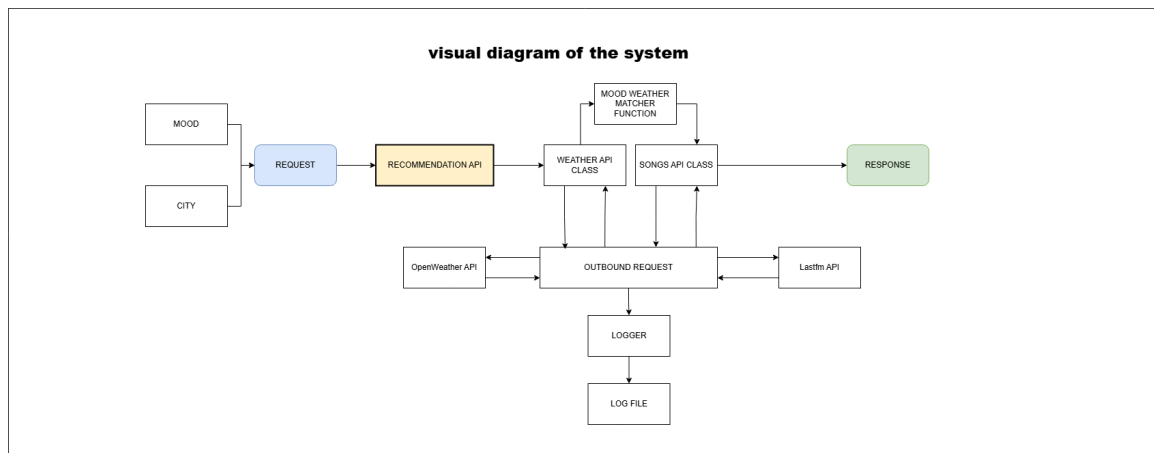 visual diagram of the system
MOOD
CITY
REQUEST
RECOMMENDATION API
WEATHER API
CLASS
MOOD WEATHER
MATCHER
FUNCTION
SONGS API CLASS
RESPONSE
OpenWeather API
OUTBOUND REQUEST
Lastfm API
LOGGER
LOG FILE